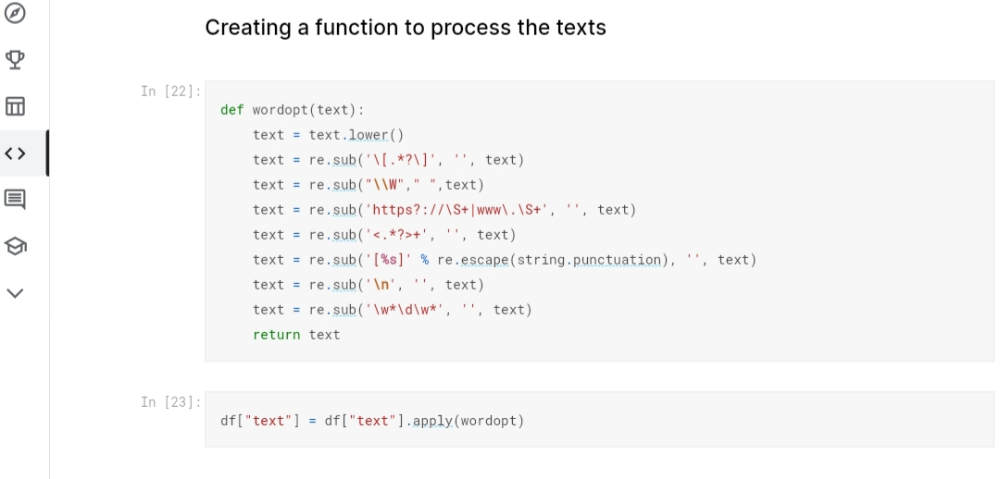 Creating a function to process the texts
In [22]:
def wordopt(text):
    text = text.lower()
    text = re.sub('\[.*?\]', '', text)
    text = re.sub("\\W"," ",text)
    text = re.sub('https?://\S+|www\.\S+', '', text)
    text = re.sub('<.*?>+', '', text)
    text = re.sub('[%s]' % re.escape(string.punctuation), '', text)
    text = re.sub('\n', '', text)
    text = re.sub('\w*\d\w*', '', text)
    return text
In [23]:
df["text"] = df["text"].apply(wordopt)